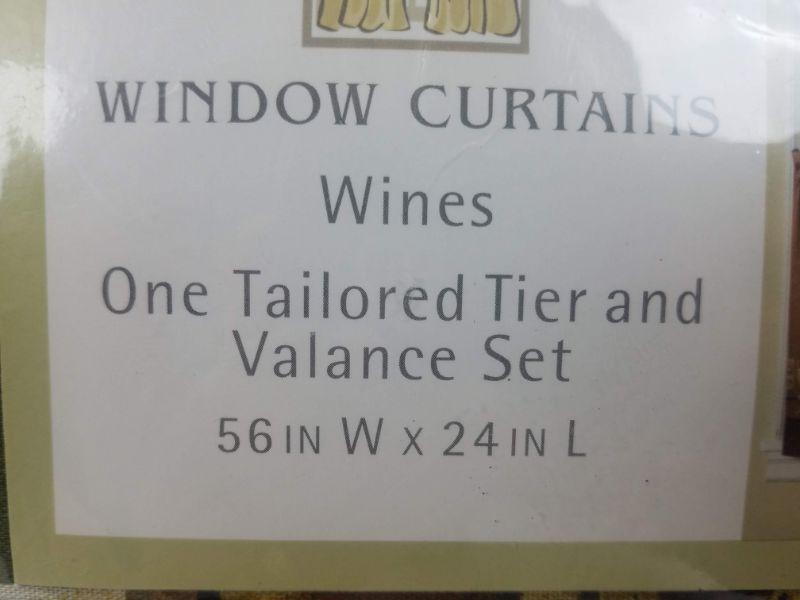 WINDOW CURTAINS
Wines
One Tailored Tier and
Valance Set
56 IN W X 24 IN L